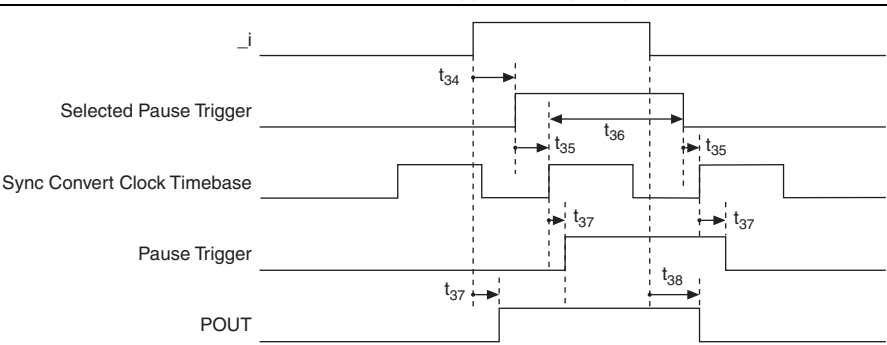 _i
t34
Selected Pause Trigger
t36
t35
t35
Sync Convert Clock Timebase
t37
t37
Pause Trigger
t38
t37
POUT